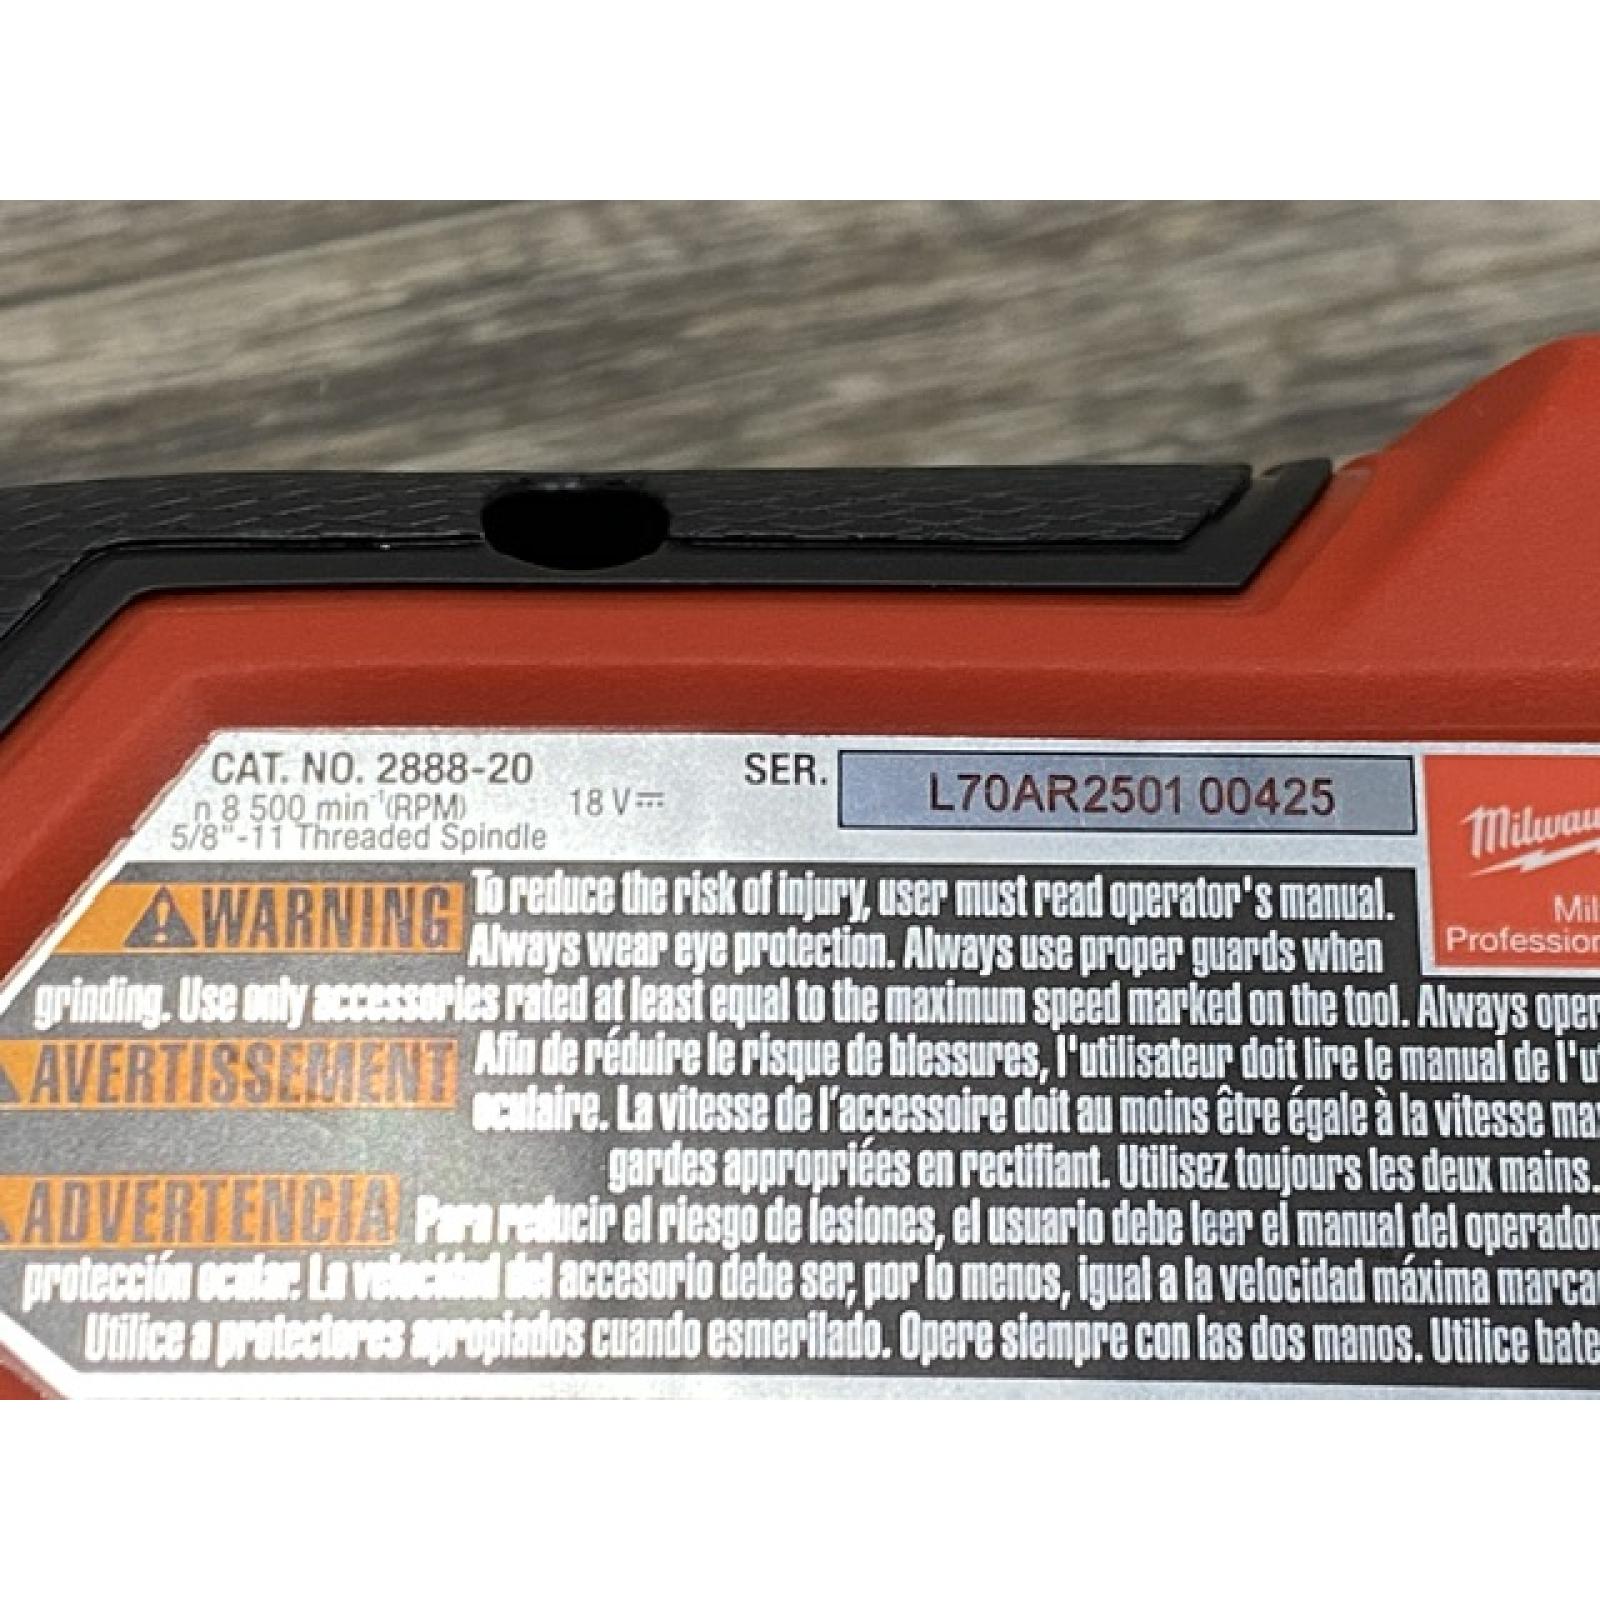 CAT. NO. 2888-20
n 8 500 min⁻¹(RPM)
18 V⎓
5/8"-11 Threaded Spindle
SER.
L70AR2501 00425
Milwau
Mil
Profession
WARNING To reduce the risk of injury, user must read operator's manual.
Always wear eye protection. Always use proper guards when
grinding. Use only accessories rated at least equal to the maximum speed marked on the tool. Always oper
AVERTISSEMENT Afin de réduire le risque de blessures, l'utilisateur doit lire le manual de l'u
oculaire. La vitesse de l'accessoire doit au moins être égale à la vitesse ma
gardes appropriées en rectifiant. Utilisez toujours les deux mains.
ADVERTENCIA Para reducir el riesgo de lesiones, el usuario debe leer el manual del operador
protección ocular. La velocidad del accesorio debe ser, por lo menos, igual a la velocidad máxima marca
Utilice a protectores apropiados cuando esmerilado. Opere siempre con las dos manos. Utilice bate